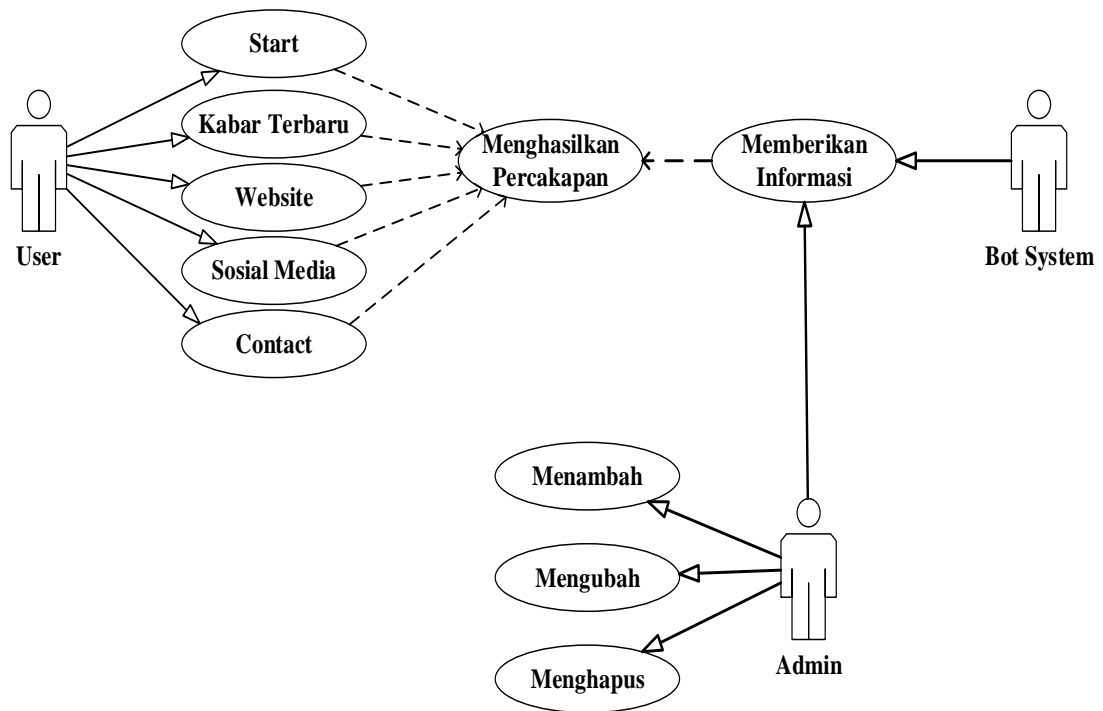 Start
Kabar Terbaru
Website
Sosial Media
Contact
User
Menghasilkan
Percakapan
Memberikan
Informasi
Bot System
Menambah
Mengubah
Menghapus
Admin